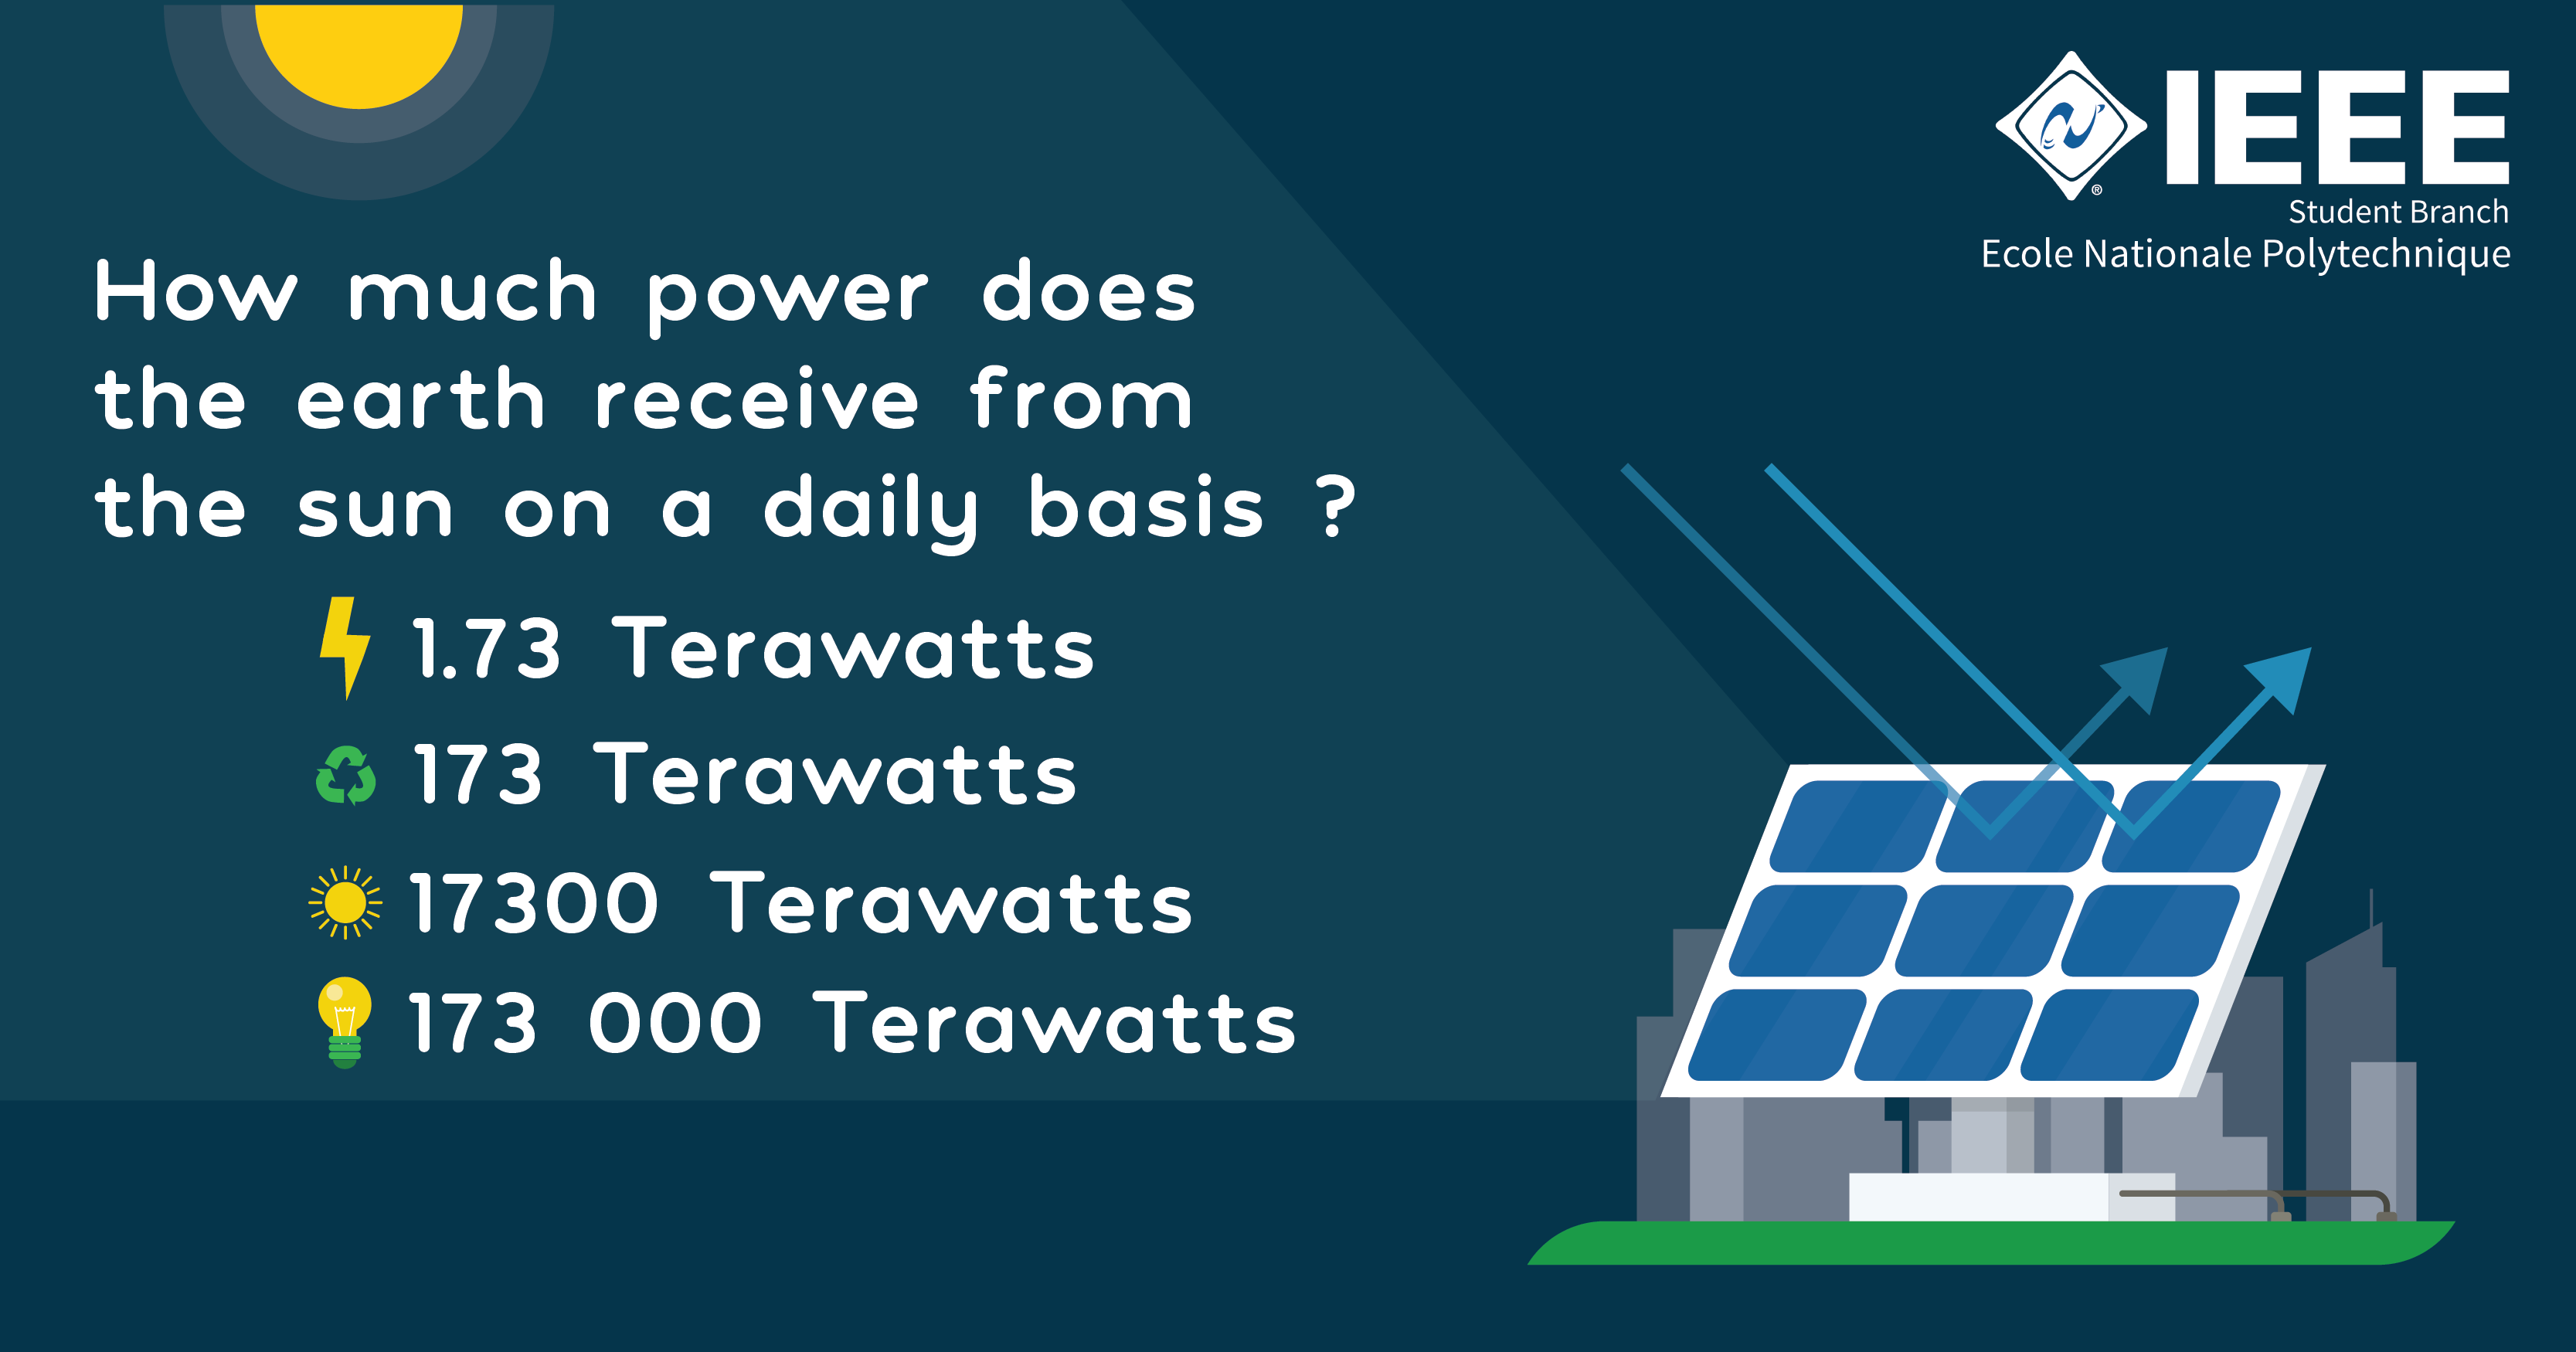 IEEE
®
Student Branch
Ecole Nationale Polytechnique
How much power does
the earth receive from
the sun on a daily basis ?
1.73 Terawatts
173 Terawatts
17300 Terawatts
173 000 Terawatts